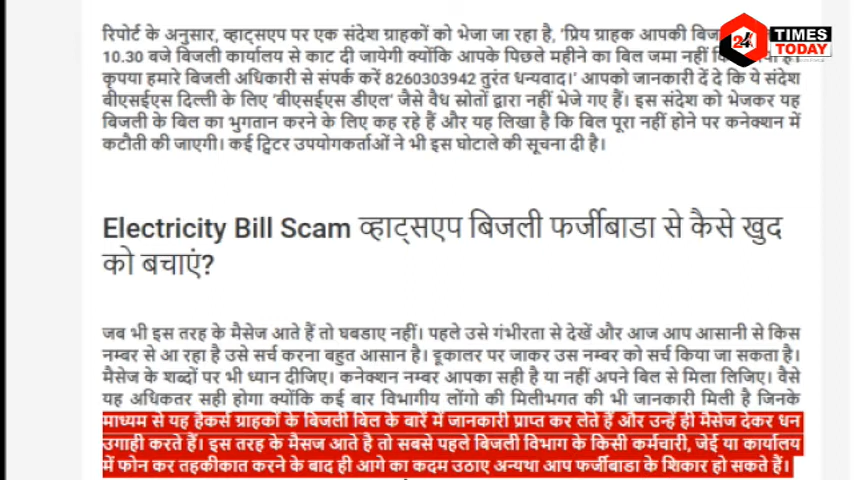 रिपोर्ट के अनुसार, व्हाट्सएप पर एक संदेश ग्राहकों को भेजा जा रहा है, 'प्रिय ग्राहक आपकी
10.30 बजे बिजली कार्यालय से काट दी जायेगी क्योंकि आपके पिछले महीने का बिल जमा नहीं
कृपया हमारे बिजली अधिकारी से संपर्क करें 8260303942 तुरंत धन्यवाद।' आपको जानकारी दें दे कि ये संदेश
बीएसईएस दिल्ली के लिए 'बीएसईएस डीएल' जैसे वैध स्रोतों द्वारा नहीं भेजे गए हैं। इस संदेश को भेजकर यह
बिजली के बिल का भुगतान करने के लिए कह रहे हैं और यह लिखा है कि बिल पूरा नहीं होने पर कनेक्शन में
कटौती की जाएगी। कई ट्विटर उपयोगकर्ताओं ने भी इस घोटाले की सूचना दी है।
24
TIMES
TODAY
Electricity Bill Scam व्हाट्सएप बिजली फर्जीबाडा से कैसे खुद
को बचाएं?
जब भी इस तरह के मैसेज आते हैं तो घबडाए नहीं। पहले उसे गंभीरता से देखें और आज आप आसानी से किस
नम्बर से आ रहा है उसे सर्च करना बहुत आसान है। डूकालर पर जाकर उस नम्बर को सर्च किया जा सकता है।
मैसेज के शब्दों पर भी ध्यान दीजिए। कनेक्शन नम्बर आपका सही है या नहीं अपने बिल से मिला लिजिए। वैसे
यह अधिकतर सही होगा क्योंकि कई बार विभागीय लोंगो की मिलीभगत की भी जानकारी मिली है जिनके
माध्यम से यह हैकर्स ग्राहकों के बिजली बिल के बारें में जानकारी प्राप्त कर लेते हैं और उन्हें ही मैसेज देकर धन
उगाही करते हैं। इस तरह के मैसज आते है तो सबसे पहले बिजली विभाग के किसी कर्मचारी, जेई या कार्यालय
में फोन कर तहकीकात करने के बाद ही आगे का कदम उठाए अन्यथा आप फर्जीबाडा के शिकार हो सकते हैं।